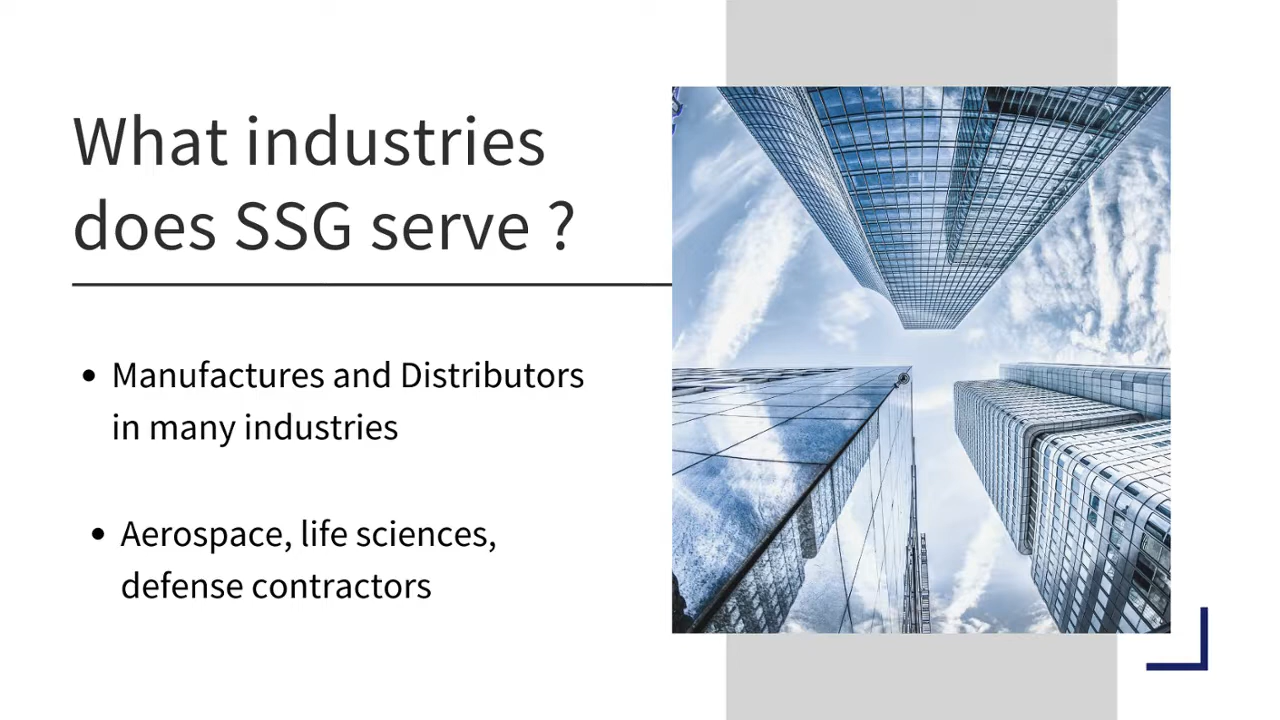 What industries
does SSG serve ?
• Manufactures and Distributors
in many industries
• Aerospace, life sciences,
defense contractors